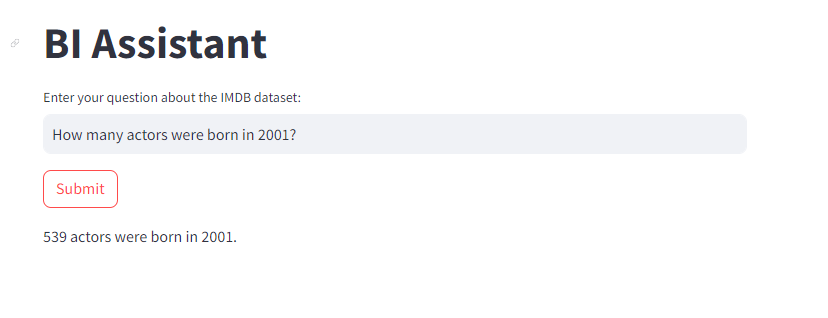 BI Assistant
Enter your question about the IMDB dataset:
How many actors were born in 2001?
Submit
539 actors were born in 2001.